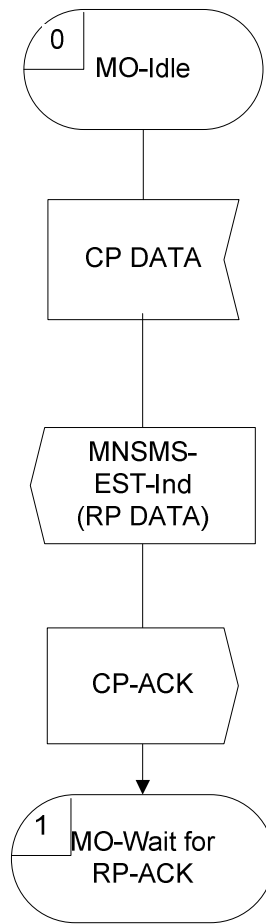 0
MO-Idle
CP DATA
MNSMS-
EST-Ind
(RP DATA)
CP-ACK
1
MO-Wait for
RP-ACK